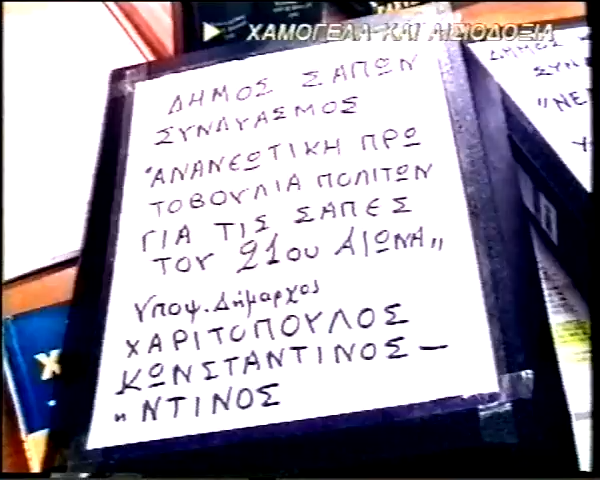 ΧΑΜΟΓΕΛΑ ΚΑΙ ΑΙΣΙΟΔΟΞΙΑ
ΔΗΜΟΣ ΣΑΠΩΝ
ΣΥΝΔΥΑΣΜΟΣ
"ΑΝΑΝΕΩΤΙΚΗ ΠΡΩ
ΤΟΒΟΥΛΙΑ ΠΟΛΙΤΩΝ
ΓΙΑ ΤΙΣ ΣΑΠΕΣ
ΤΟΥ 21ου ΑΙΩΝΑ"
Υποψ. Δήμαρχος
ΧΑΡΙΤΟΠΟΥΛΟΣ
ΚΩΝΣΤΑΝΤΙΝΟΣ –
" ΝΤΙΝΟΣ
ΔΗΜΟΣ